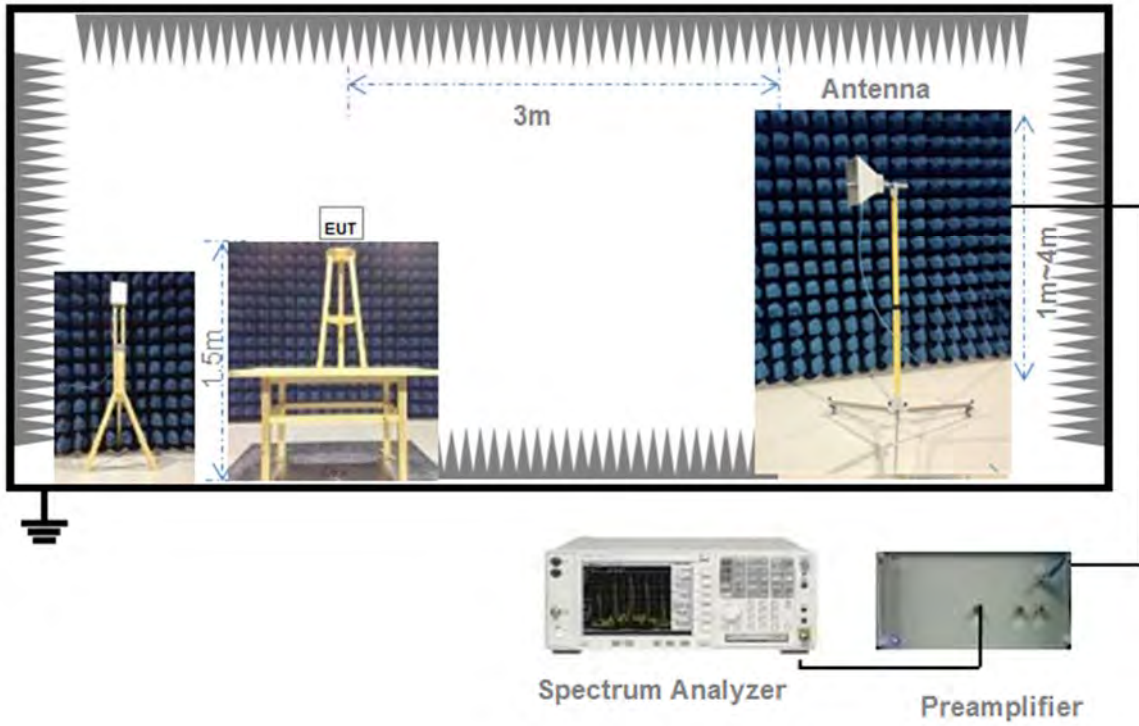 Antenna
3m
EUT
1.5m
1m~4m
Spectrum Analyzer
Preamplifier